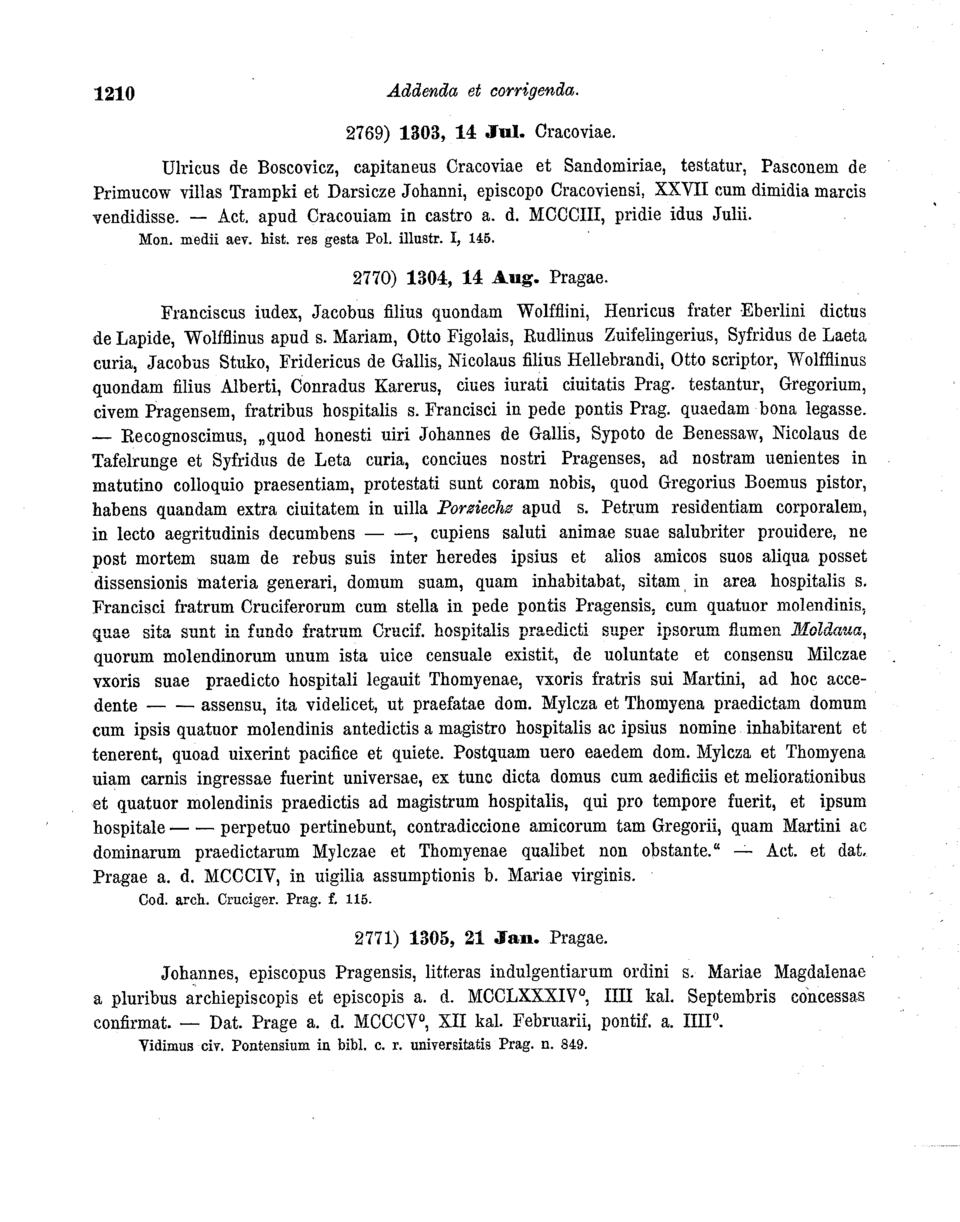 1210
Addenda et corrigenda.
2769) 1303, 14 Jul. Cracoviae.
Ulricus de Boscovicz, capitaneus Cracoviae et Sandomiriae, testatur, Pasconem de
Primucow villas Trampki et Darsicze Johanni, episcopo Cracoviensi, XXVII cum dimidia marcis
vendidisse. — Act. apud Cracouiam in castro a. d. MCCCIII, pridie idus Julii.
Mon. medii aev. hist. res gesta Pol. illustr. I, 145.
2770) 1304, 14 Aug. Pragae.
Franciscus iudex, Jacobus filius quondam Wolfflini, Henricus frater Eberlini dictus
de Lapide, Wolfflinus apud s. Mariam, Otto Figolais, Rudlinus Zuifelingerius, Syfridus de Laeta
curia, Jacobus Stuko, Fridericus de Gallis, Nicolaus filius Hellebrandi, Otto scriptor, Wolfflinus
quondam filius Alberti, Conradus Karerus, ciues iurati ciuitatis Prag. testantur, Gregorium,
civem Pragensem, fratribus hospitalis s. Francisci in pede pontis Prag. quaedam bona legasse.
— Recognoscimus, „quod honesti uiri Johannes de Gallis, Sypoto de Benessaw, Nicolaus de
Tafelrunge et Syfridus de Leta curia, conciues nostri Pragenses, ad nostram uenientes in
matutino colloquio praesentiam, protestati sunt coram nobis, quod Gregorius Boemus pistor,
habens quandam extra ciuitatem in uilla Porziechz apud s. Petrum residentiam corporalem,
in lecto aegritudinis decumbens — —, cupiens saluti animae suae salubriter prouidere, ne
post mortem suam de rebus suis inter heredes ipsius et alios amicos suos aliqua posset
dissensionis materia generari, domum suam, quam inhabitabat, sitam in area hospitalis s.
Francisci fratrum Cruciferorum cum stella in pede pontis Pragensis, cum quatuor molendinis,
quae sita sunt in fundo fratrum Crucif. hospitalis praedicti super ipsorum flumen Moldaua,
quorum molendinorum unum ista uice censuale existit, de uoluntate et consensu Milczae
vxoris suae praedicto hospitali legauit Thomyenae, vxoris fratris sui Martini, ad hoc acce-
dente — — assensu, ita videlicet, ut praefatae dom. Mylcza et Thomyena praedictam domum
cum ipsis quatuor molendinis antedictis a magistro hospitalis ac ipsius nomine inhabitarent et
tenerent, quoad uixerint pacifice et quiete. Postquam uero eaedem dom. Mylcza et Thomyena
uiam carnis ingressae fuerint universae, ex tunc dicta domus cum aedificiis et meliorationibus
et quatuor molendinis praedictis ad magistrum hospitalis, qui pro tempore fuerit, et ipsum
hospitale — — perpetuo pertinebunt, contradiccione amicorum tam Gregorii, quam Martini ac
dominarum praedictarum Mylczae et Thomyenae qualibet non obstante.“ — Act. et dat.
Pragae a. d. MCCCIV, in uigilia assumptionis b. Mariae virginis.
Cod. arch. Cruciger. Prag. f. 115.
2771) 1305, 21 Jan. Pragae.
Johannes, episcopus Pragensis, litteras indulgentiarum ordini s. Mariae Magdalenae
a pluribus archiepiscopis et episcopis a. d. MCCLXXXIV⁰, IIII kal. Septembris concessas
confirmat. — Dat. Prage a. d. MCCCV⁰, XII kal. Februarii, pontif. a. IIII⁰.
Vidimus civ. Pontensium in bibl. c. r. universitatis Prag. n. 849.